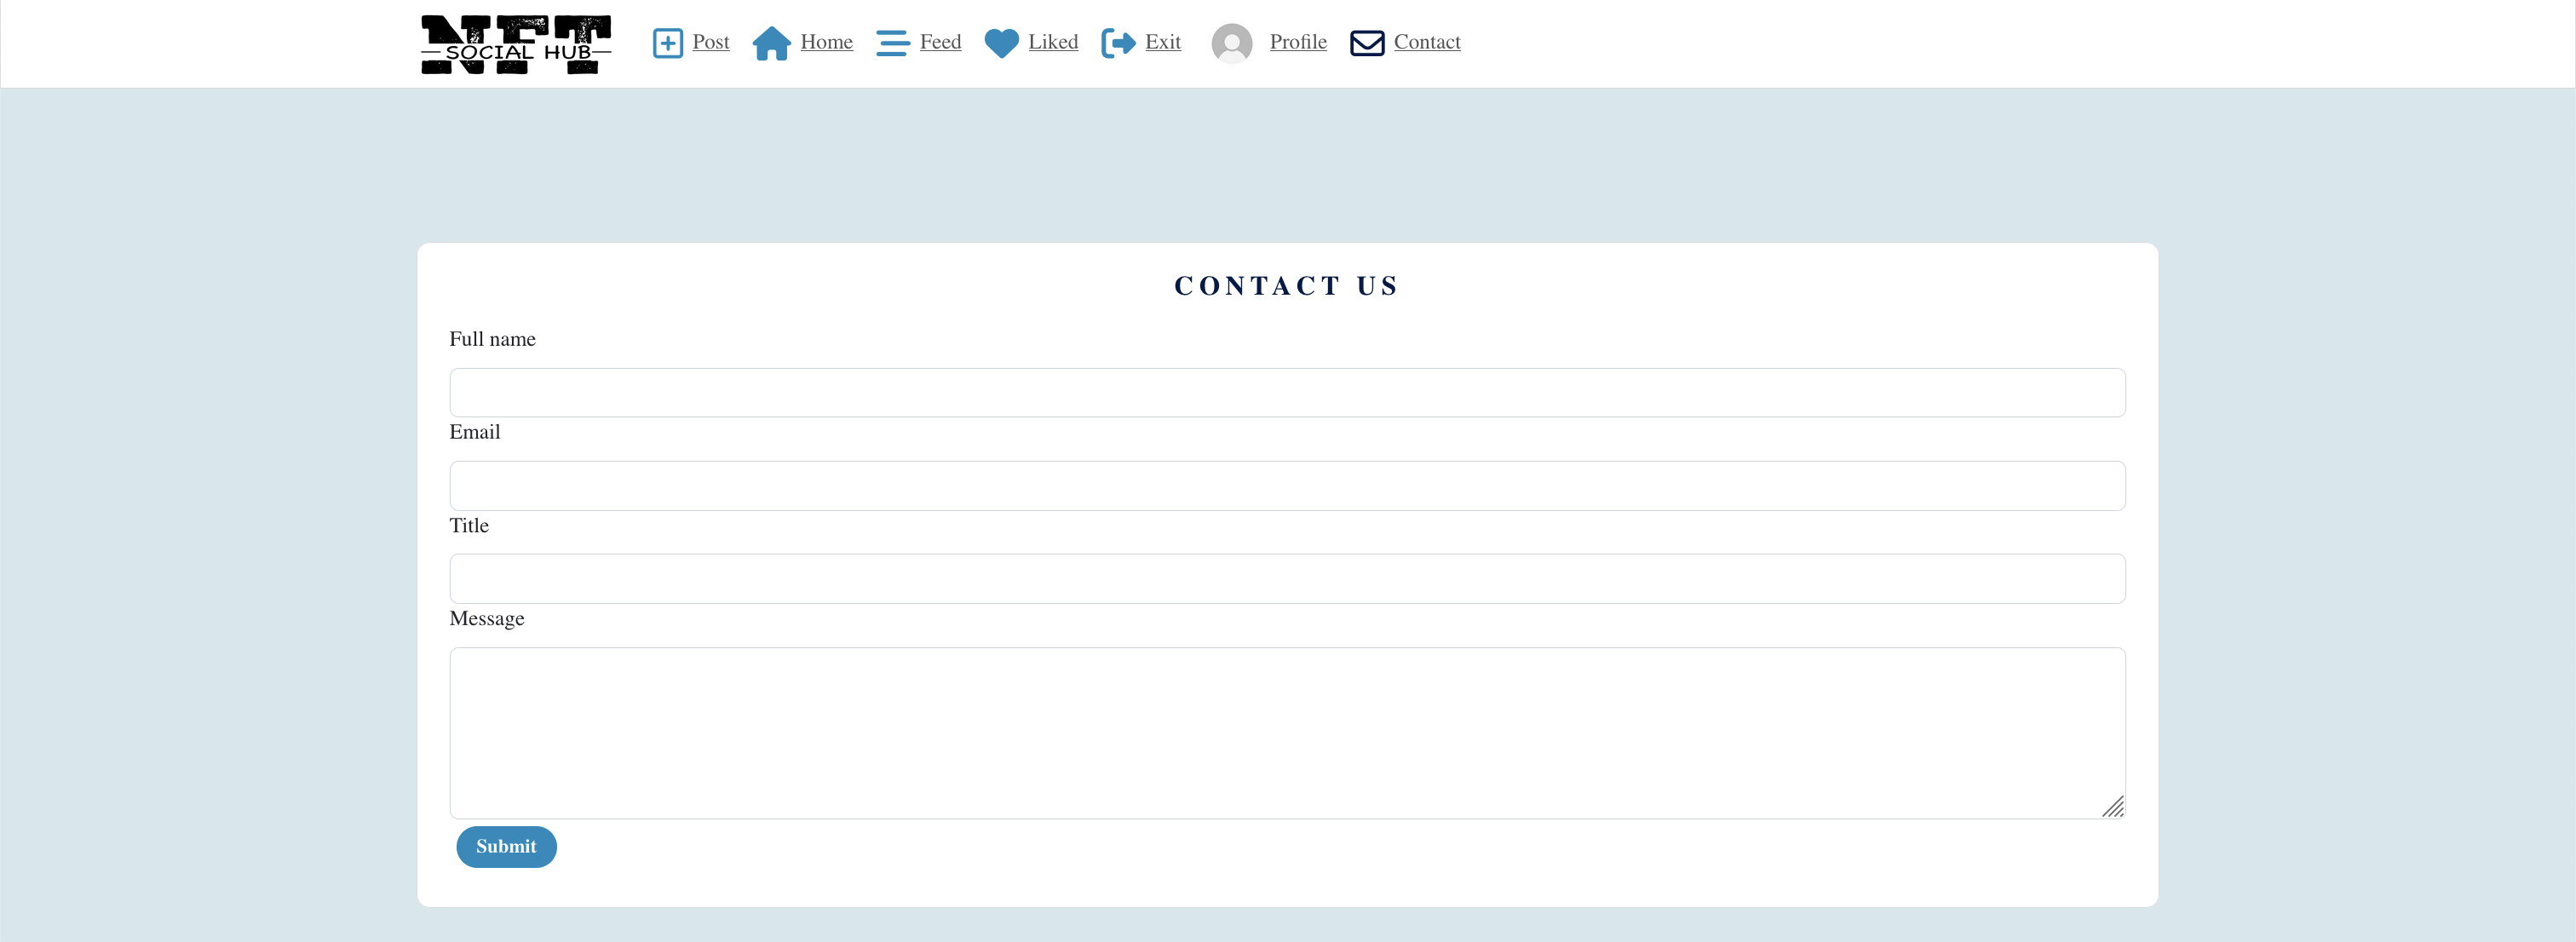 NFT
SOCIAL HUB
Post Home Feed Liked Exit Profile Contact
CONTACT US
Full name
Email
Title
Message
Submit